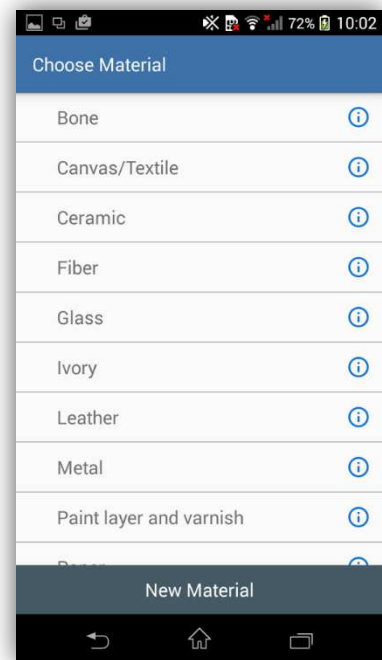 72% 10:02
Choose Material
Bone
Canvas/Textile
Ceramic
Fiber
Glass
Ivory
Leather
Metal
Paint layer and varnish
New Material